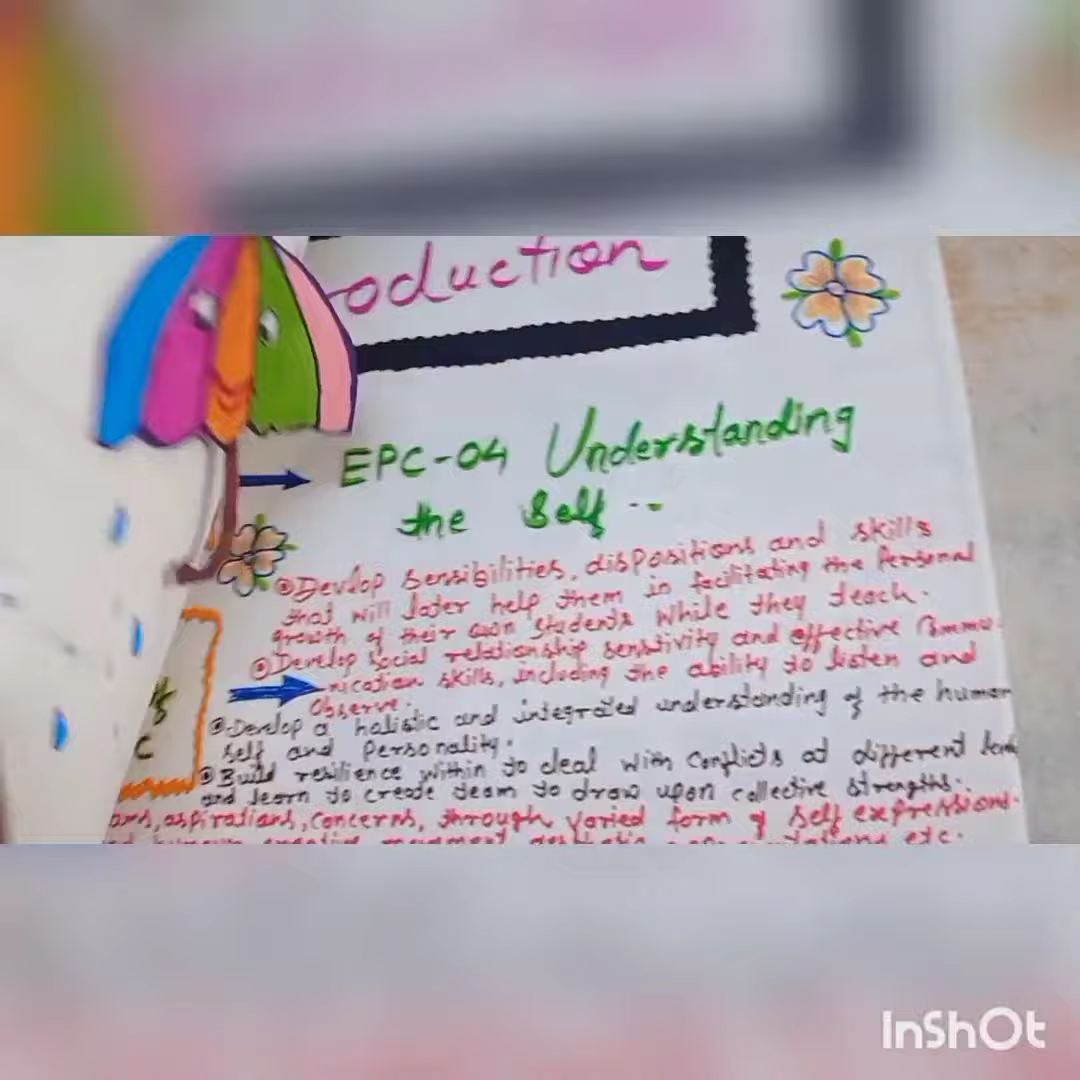 oduction
EPC-04 Understanding
the Self
Develop sensibilities, dispositions and skills
that will later help them in facilitating the Personal
growth of their own students while they teach.
Develop social relationship senstivity and effective Commu-
nication skills, including the ability to listen and
Observe.
Develop a holistic and integrated understanding of the human
self and Personality.
Build resilience within to deal with conflicts at different
and learn to create team to draw upon collective strengths.
ams, aspirations, concerns, through varied form of self expressions.
etc.
C
InShOt